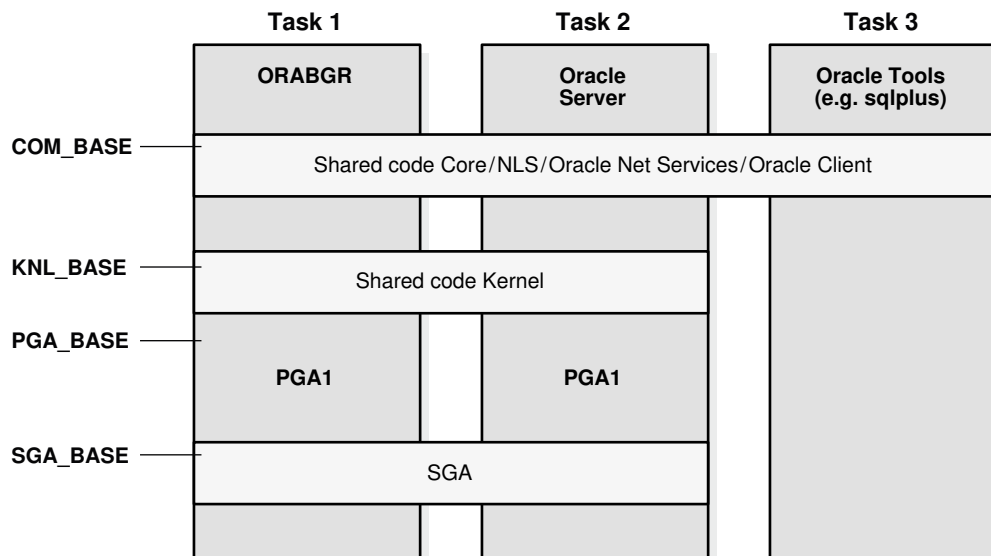 Task 1
Task 2
Task 3
ORABGR
Oracle
Server
Oracle Tools
(e.g. sqlplus)
COM_BASE
Shared code Core/NLS/Oracle Net Services/Oracle Client
KNL_BASE
Shared code Kernel
PGA_BASE
PGA1
PGA1
SGA_BASE
SGA